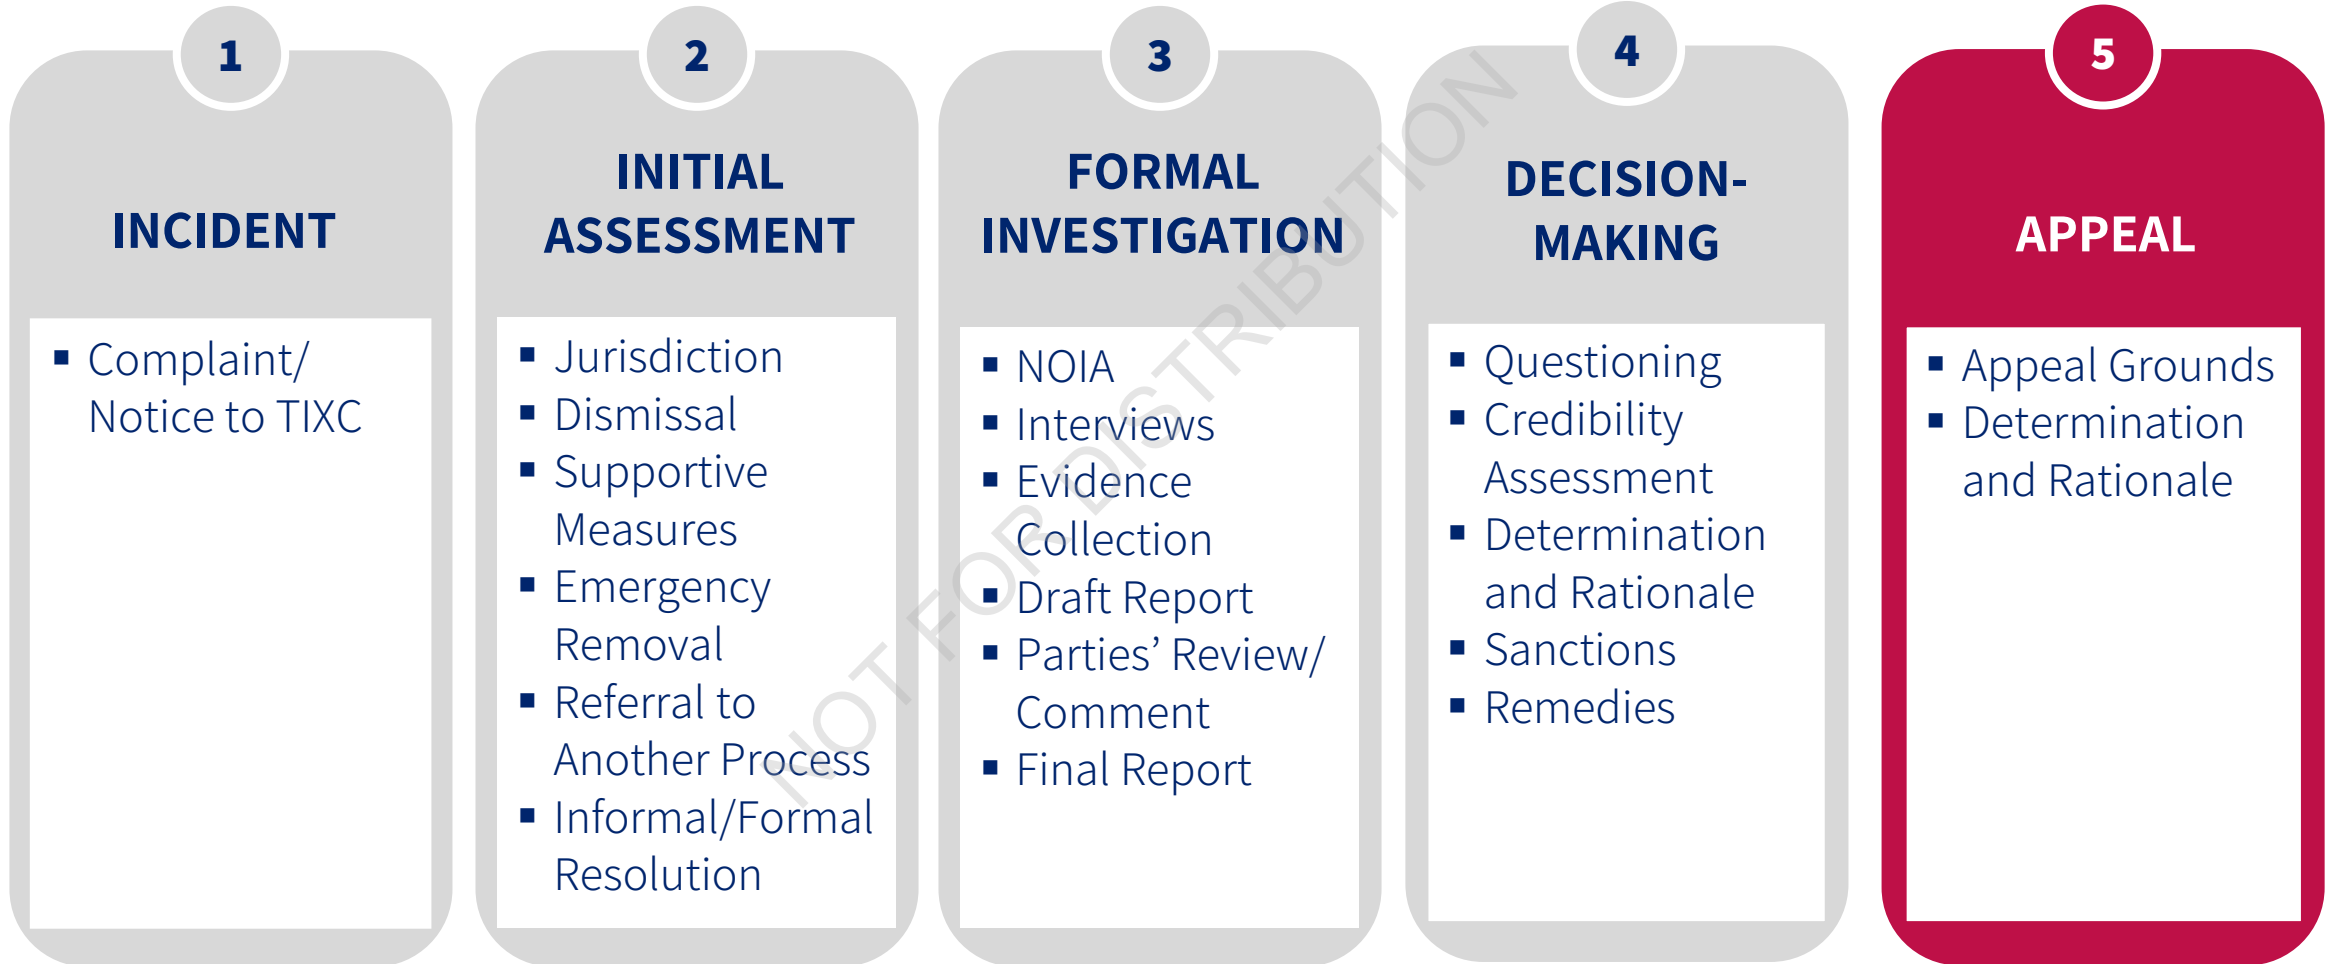 1
INCIDENT
▪ Complaint/
Notice to TIXC
2
INITIAL
ASSESSMENT
▪ Jurisdiction
▪ Dismissal
▪ Supportive
Measures
▪ Emergency
Removal
▪ Referral to
Another Process
▪ Informal/Formal
Resolution
3
FORMAL
INVESTIGATION
▪ NOIA
▪ Interviews
▪ Evidence
Collection
▪ Draft Report
▪ Parties’ Review/
Comment
▪ Final Report
4
DECISION-
MAKING
▪ Questioning
▪ Credibility
Assessment
▪ Determination
and Rationale
▪ Sanctions
▪ Remedies
5
APPEAL
▪ Appeal Grounds
▪ Determination
and Rationale
NOT FOR DISTRIBUTION